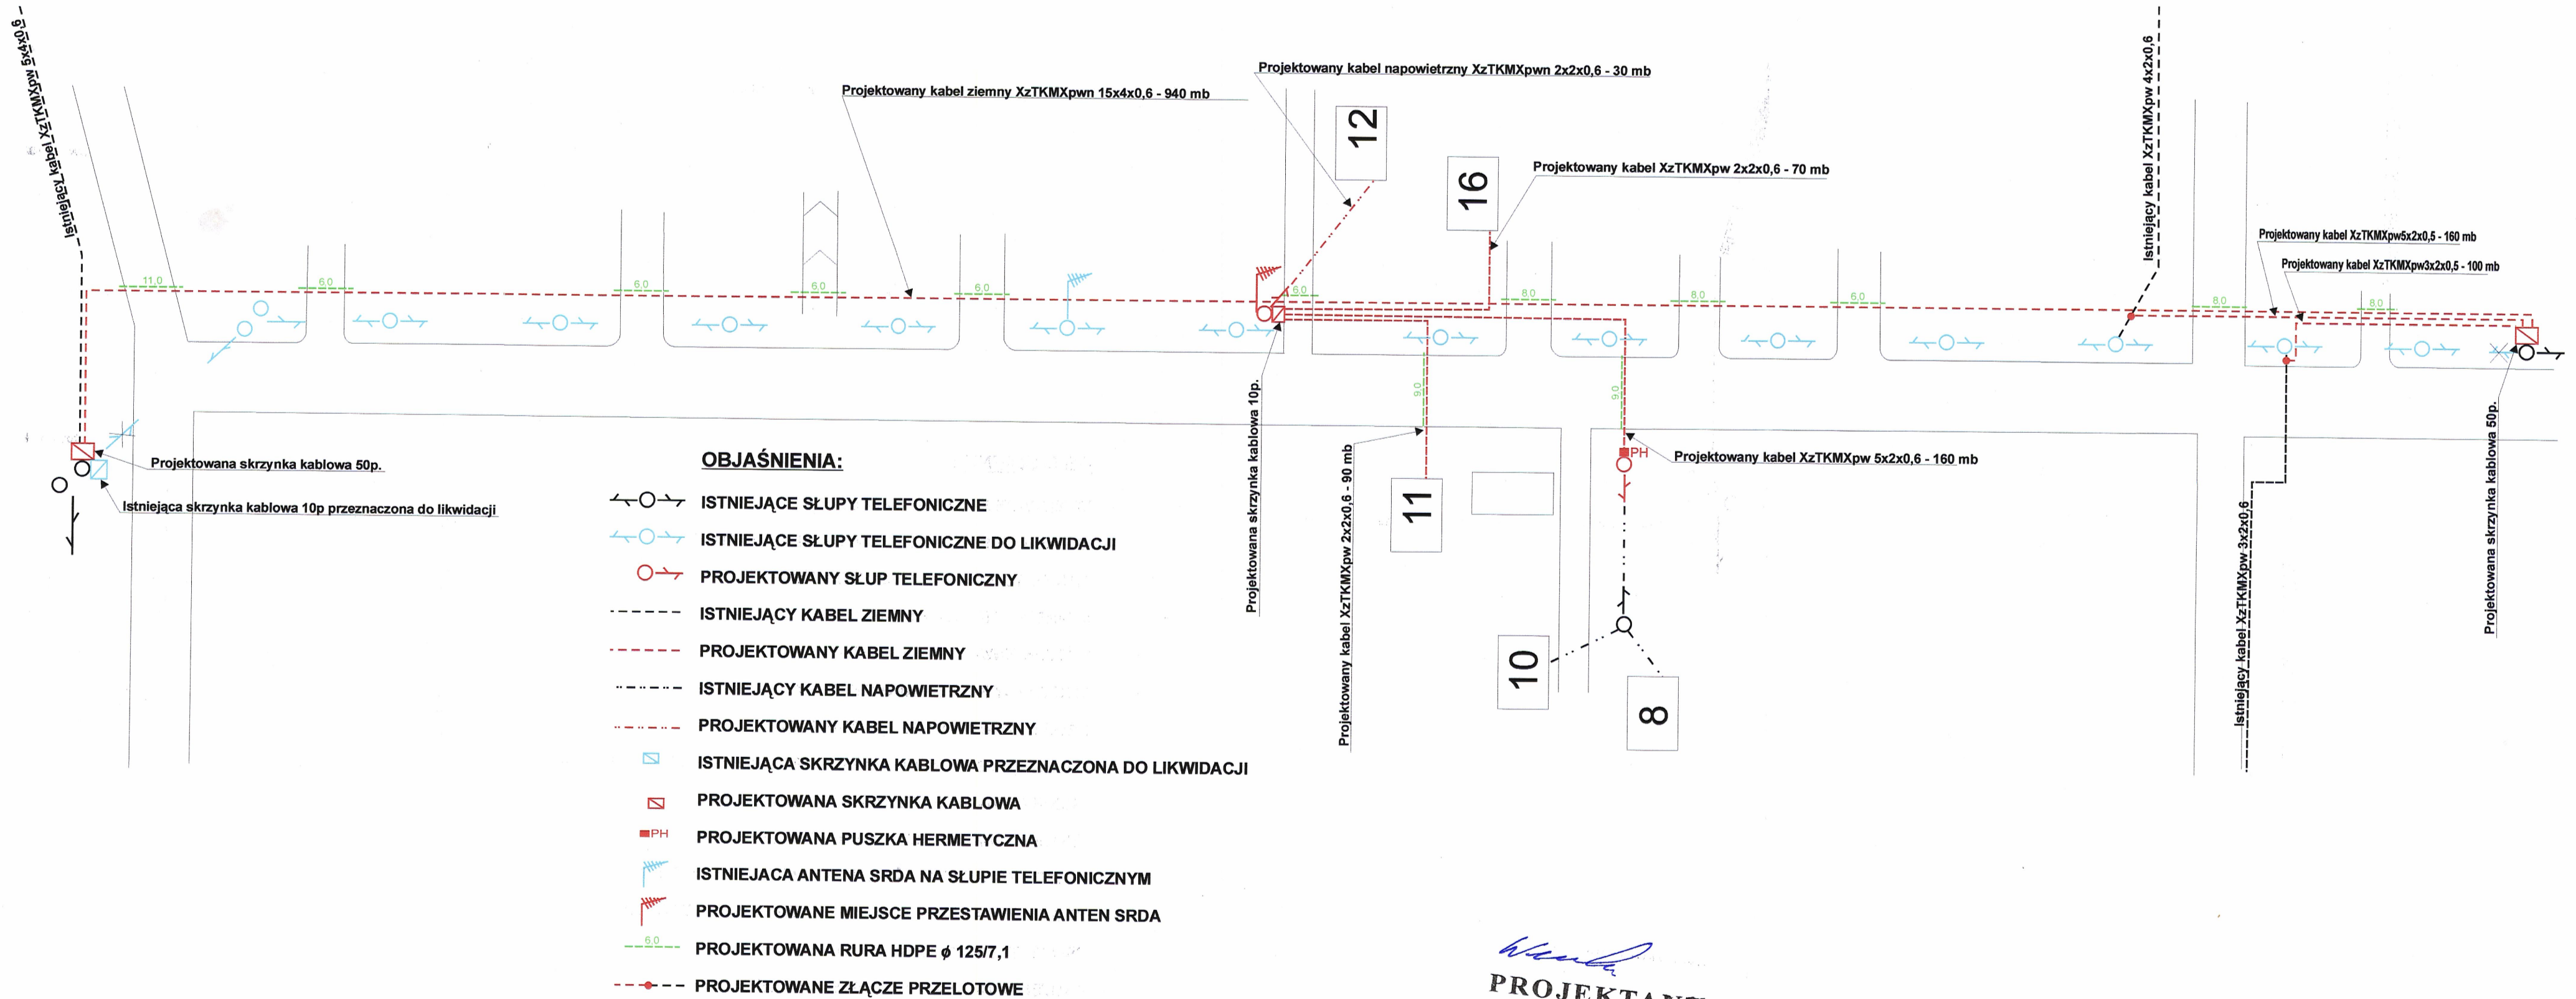 Istniejący kabel XzTKMXpw 5x4x0,6
Projektowany kabel ziemny XzTKMXpwn 15x4x0,6 - 940 mb
Projektowany kabel napowietrzny XzTKMXpwn 2x2x0,6 - 30 mb
12
16
Projektowany kabel XzTKMXpw 2x2x0,6 - 70 mb
Istniejący kabel XzTKMXpw 4x2x0,6
Projektowany kabel XzTKMXpw5x2x0,5 - 160 mb
Projektowany kabel XzTKMXpw3x2x0,5 - 100 mb
11,0
6,0
6,0
6,0
6,0
6,0
8,0
8,0
6,0
8,0
8,0
9,0
9,0
Projektowana skrzynka kablowa 50p.
Istniejąca skrzynka kablowa 10p przeznaczona do likwidacji
Projektowana skrzynka kablowa 10p.
Projektowany kabel XzTKMXpw 2x2x0,6 - 90 mb
11
PH
Projektowany kabel XzTKMXpw 5x2x0,6 - 160 mb
10
8
Istniejący kabel XzTKMXpw 3x2x0,6
Projektowana skrzynka kablowa 50p.
OBJAŚNIENIA:
ISTNIEJĄCE SŁUPY TELEFONICZNE
ISTNIEJĄCE SŁUPY TELEFONICZNE DO LIKWIDACJI
PROJEKTOWANY SŁUP TELEFONICZNY
ISTNIEJĄCY KABEL ZIEMNY
PROJEKTOWANY KABEL ZIEMNY
ISTNIEJĄCY KABEL NAPOWIETRZNY
PROJEKTOWANY KABEL NAPOWIETRZNY
ISTNIEJĄCA SKRZYNKA KABLOWA PRZEZNACZONA DO LIKWIDACJI
PROJEKTOWANA SKRZYNKA KABLOWA
PH PROJEKTOWANA PUSZKA HERMETYCZNA
ISTNIEJACA ANTENA SRDA NA SŁUPIE TELEFONICZNYM
PROJEKTOWANE MIEJSCE PRZESTAWIENIA ANTEN SRDA
6,0 PROJEKTOWANA RURA HDPE ϕ 125/7,1
PROJEKTOWANE ZŁĄCZE PRZELOTOWE
PROJEKTANT